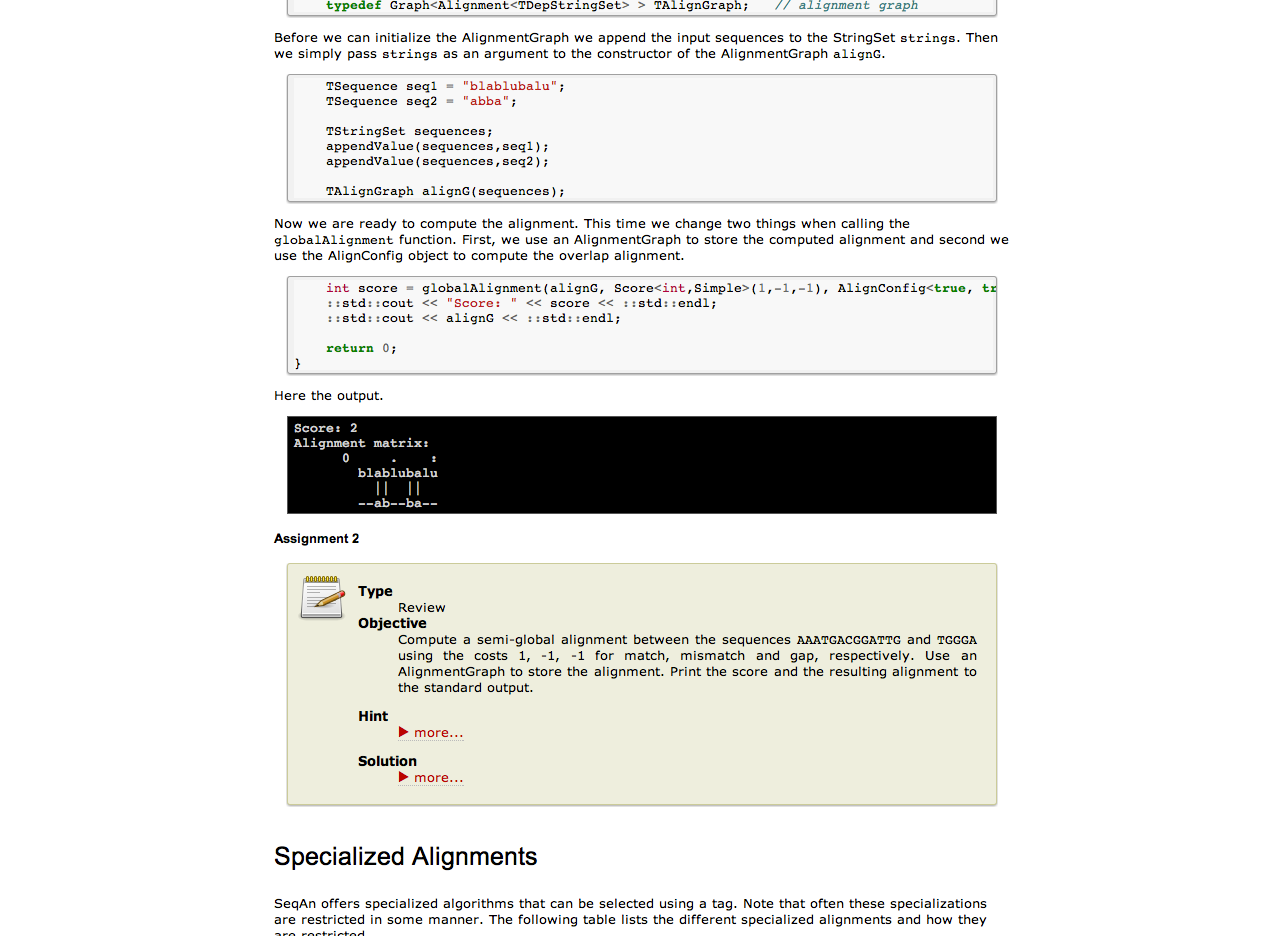 typedef Graph<Alignment<TDepStringSet> > TAlignGraph;   // alignment graph
Before we can initialize the AlignmentGraph we append the input sequences to the StringSet strings. Then
we simply pass strings as an argument to the constructor of the AlignmentGraph alignG.
TSequence seq1 = "blablubalu";
TSequence seq2 = "abba";
TStringSet sequences;
appendValue(sequences,seq1);
appendValue(sequences,seq2);
TAlignGraph alignG(sequences);
Now we are ready to compute the alignment. This time we change two things when calling the
globalAlignment function. First, we use an AlignmentGraph to store the computed alignment and second we
use the AlignConfig object to compute the overlap alignment.
int score = globalAlignment(alignG, Score<int,Simple>(1,-1,-1), AlignConfig<true, tr
::std::cout << "Score: " << score << ::std::endl;
::std::cout << alignG << ::std::endl;
return 0;
}
Here the output.
Score: 2
Alignment matrix:
      0     .    :
        blablubalu
          ||  ||
        --ab--ba--
Assignment 2
Type
Review
Objective
Compute a semi-global alignment between the sequences AAATGACGGATTG and TGGGA
using the costs 1, -1, -1 for match, mismatch and gap, respectively. Use an
AlignmentGraph to store the alignment. Print the score and the resulting alignment to
the standard output.
Hint
▶ more...
Solution
▶ more...
Specialized Alignments
SeqAn offers specialized algorithms that can be selected using a tag. Note that often these specializations
are restricted in some manner. The following table lists the different specialized alignments and how they
are restricted